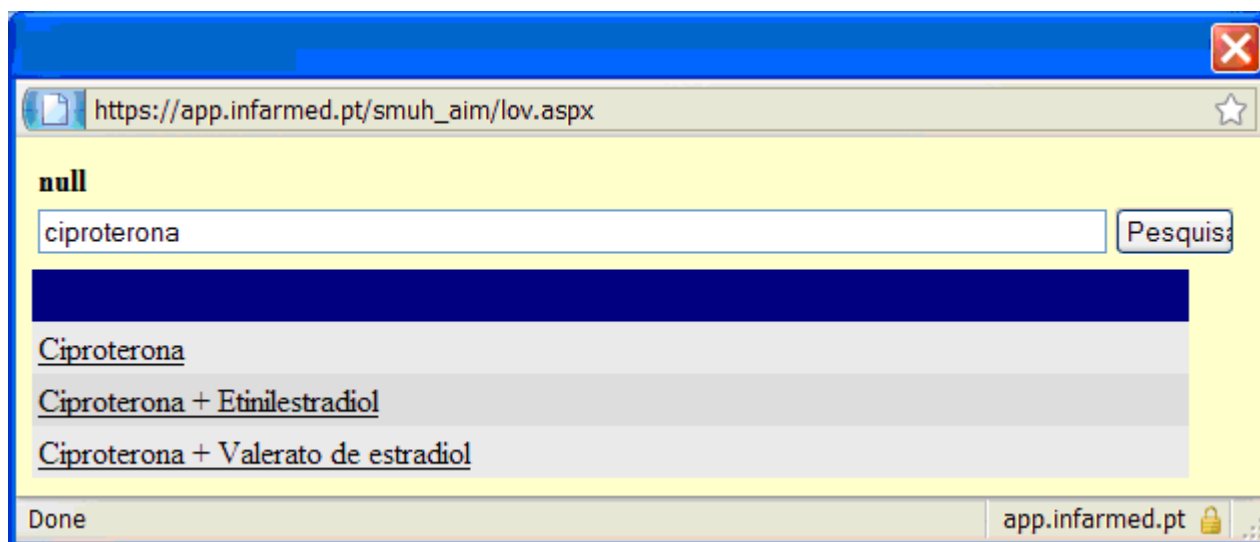 https://app.infarmed.pt/smuh_aim/lov.aspx
null
ciproterona
Pesquisa
Ciproterona
Ciproterona + Etinilestradiol
Ciproterona + Valerato de estradiol
Done app.infarmed.pt